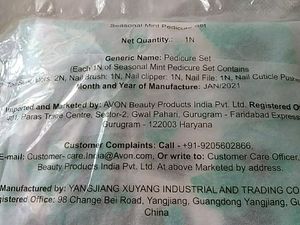 Seasonal Mint Pedicure Set
Net Quantity.: 1N
Generic Name: Pedicure Set
(Each 1N of Seasonal Mint Pedicure Set Contains
2N, Nail Brush: 1N, Nail clipper: 1N, Nail File: 1N, Nail Cuticle
Month and Year of Manufacture: JAN/2021
Imported and Marketed by: AVON Beauty Products India Pvt. Ltd. Registered
Paras Trade Centre, Sector-2, Gwal Pahari, Gurugram - Faridabad Express
Gurugram - 122003 Haryana
Customer Complaints: Call - +91-9205602866,
E-Mail: Customer- care.India@Avon.com, Or write to: Customer Care Officer,
Beauty Products India Pvt. Ltd. At above Marketed by address.
Manufactured by: YANGJIANG XUYANG INDUSTRIAL AND TRADING CO
Registered Office: 98 Change Bei Road, Yangjiang, Guangdong Yangjiang, Gu
China